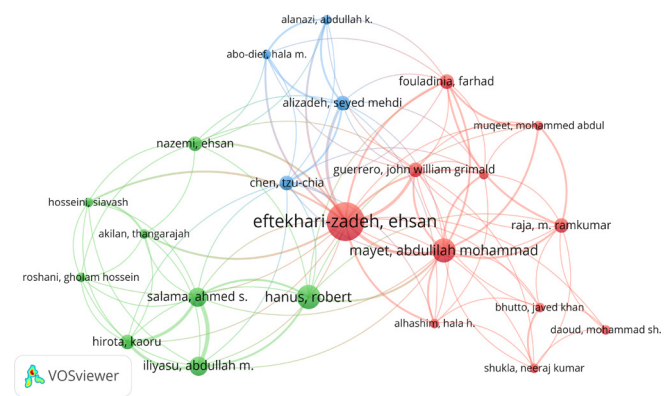 alanazi, abdullah k.
abo-dief, hala m.
fouladinia, farhad
alizadeh, seyed mehdi
muqeet, mohammed abdul
nazemi, ehsan
guerrero, john william grimald
chen, tzu-chia
hossein, siavash
eftekhari-zadeh, ehsan
raja, m. ramkumar
akilan, thangarajah
mayet, abdulilah mohammad
roshani, gholam hossein
salama, ahmed s.
hanus, robert
bhutto, javed khan
alhashim, hala h.
daoud, mohammad sh.
hirota, kaoru
iliyasu, abdullah m.
shukla, neeraj kumar
VOSviewer